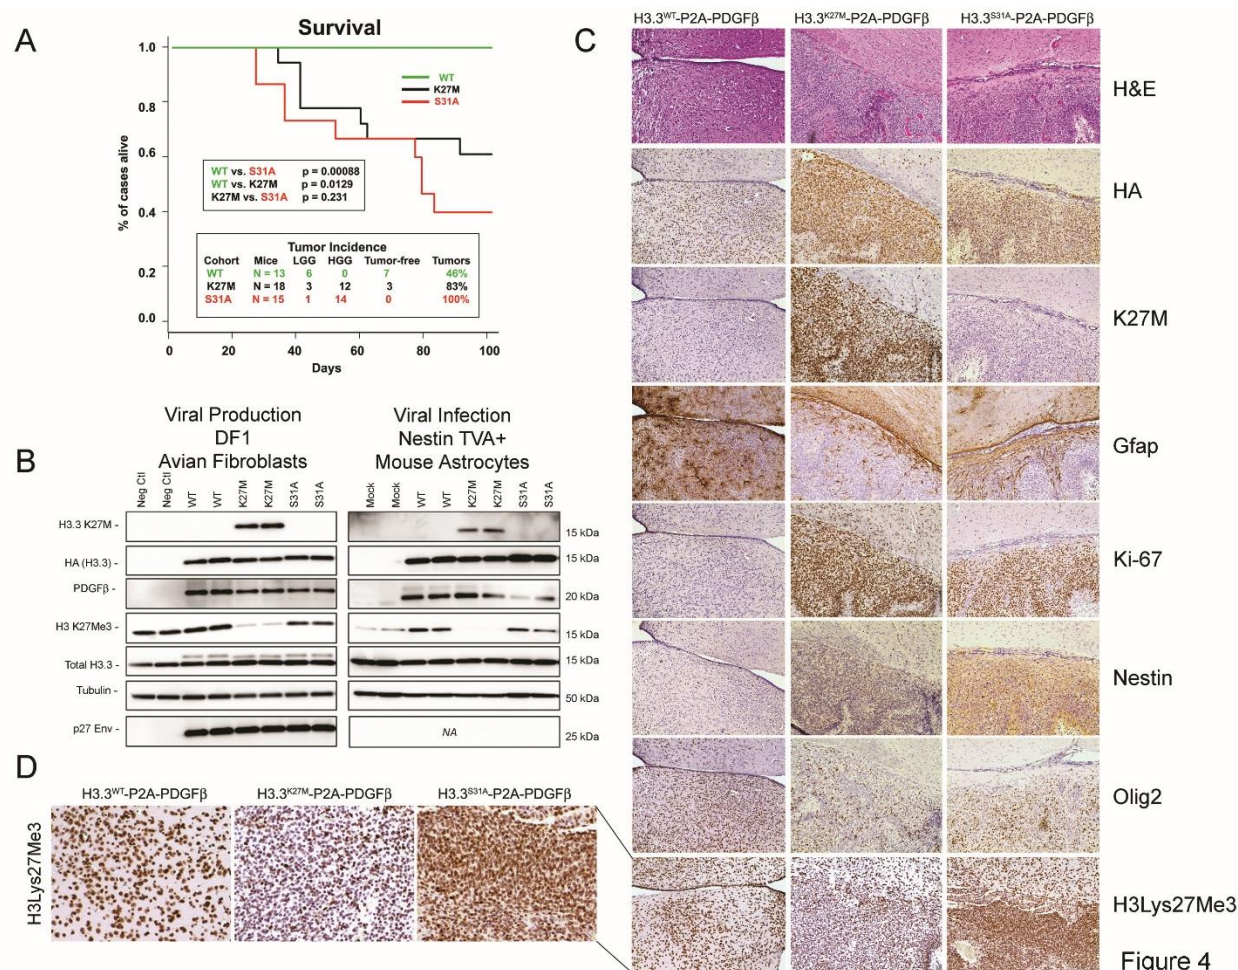 A
Survival
1.0
0.8
0.6
0.4
0.2
0.0
% of cases alive
0 20 40 60 80 100
Days
WT
K27M
S31A
WT vs. S31A p = 0.00088
WT vs. K27M p = 0.0129
K27M vs. S31A p = 0.231
Tumor Incidence
Cohort Mice LGG HGG Tumor-free Tumors
WT N = 13 6 0 7 46%
K27M N = 18 3 12 3 83%
S31A N = 15 1 14 0 100%
B
Viral Production
DF1
Avian Fibroblasts
Viral Infection
Nestin TVA+
Mouse Astrocytes
Neg Ctl Neg Ctl WT WT K27M K27M S31A S31A
Mock Mock WT WT K27M K27M S31A S31A
H3.3 K27M - 15 kDa
HA (H3.3) - 15 kDa
PDGFβ - 20 kDa
H3 K27Me3 - 15 kDa
Total H3.3 - 15 kDa
Tubulin - 50 kDa
p27 Env - NA 25 kDa
C
H3.3WT-P2A-PDGFβ H3.3K27M-P2A-PDGFβ H3.3S31A-P2A-PDGFβ
H&E
HA
K27M
Gfap
Ki-67
Nestin
Olig2
H3Lys27Me3
D
H3.3WT-P2A-PDGFβ H3.3K27M-P2A-PDGFβ H3.3S31A-P2A-PDGFβ
H3Lys27Me3
Figure 4